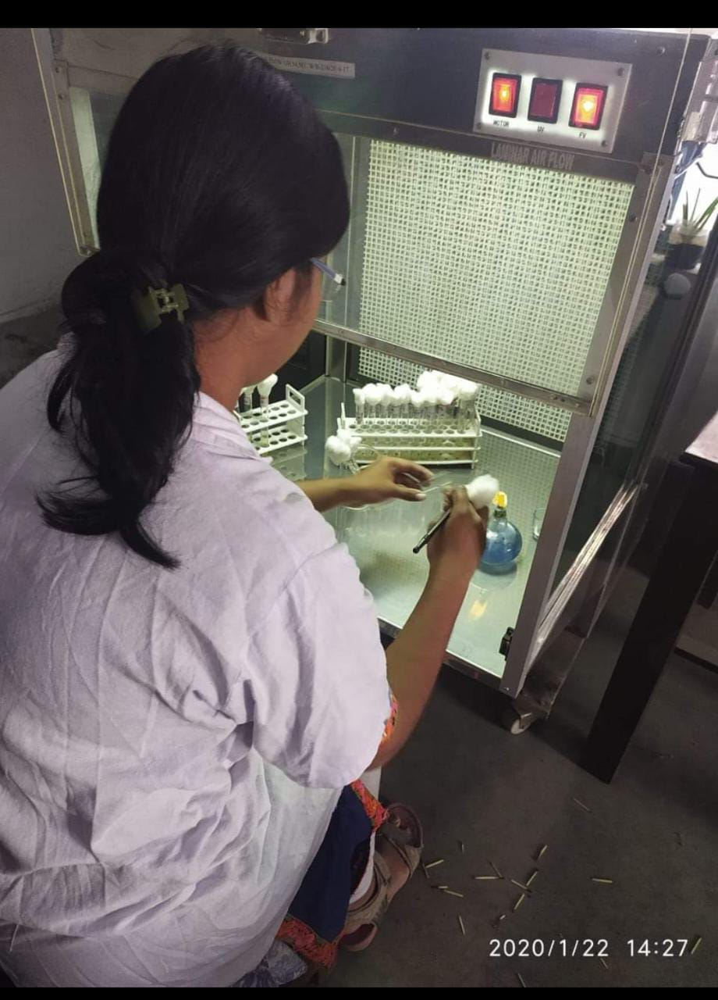 MOTOR
UV
FV
LAMINAR AIR FLOW
2020/1/22 14:27